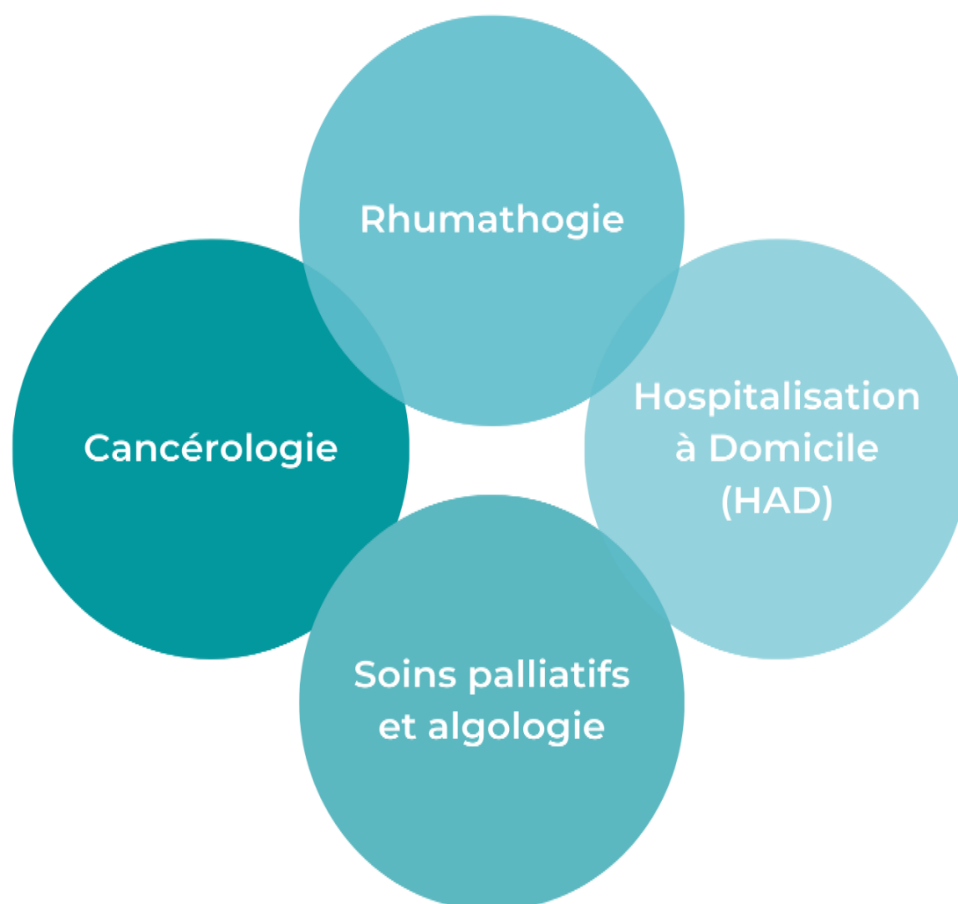 Rhumathogie
Cancérologie
Hospitalisation
à Domicile
(HAD)
Soins palliatifs
et algologie